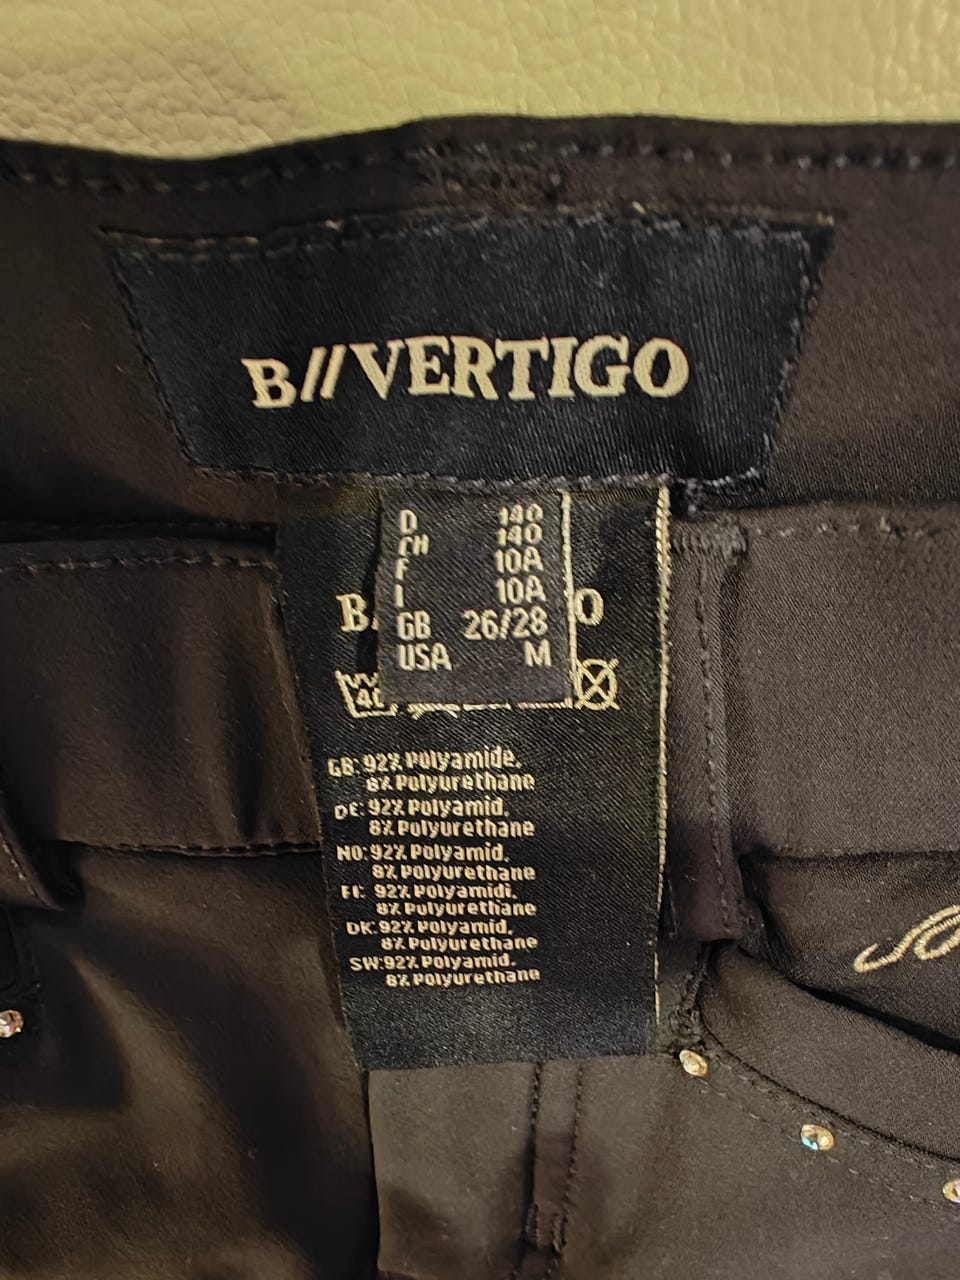 B//VERTIGO
D 140
CH 140
F 10A
I 10A
GB 26/28
USA M
40
GB: 92% Polyamide,
8% Polyurethane
DE: 92% Polyamid,
8% Polyurethane
NO: 92% Polyamid,
8% Polyurethane
FI: 92% Polyamidi,
8% Polyurethane
DK: 92% Polyamid,
8% Polyurethane
SW: 92% Polyamid,
8% Polyurethane